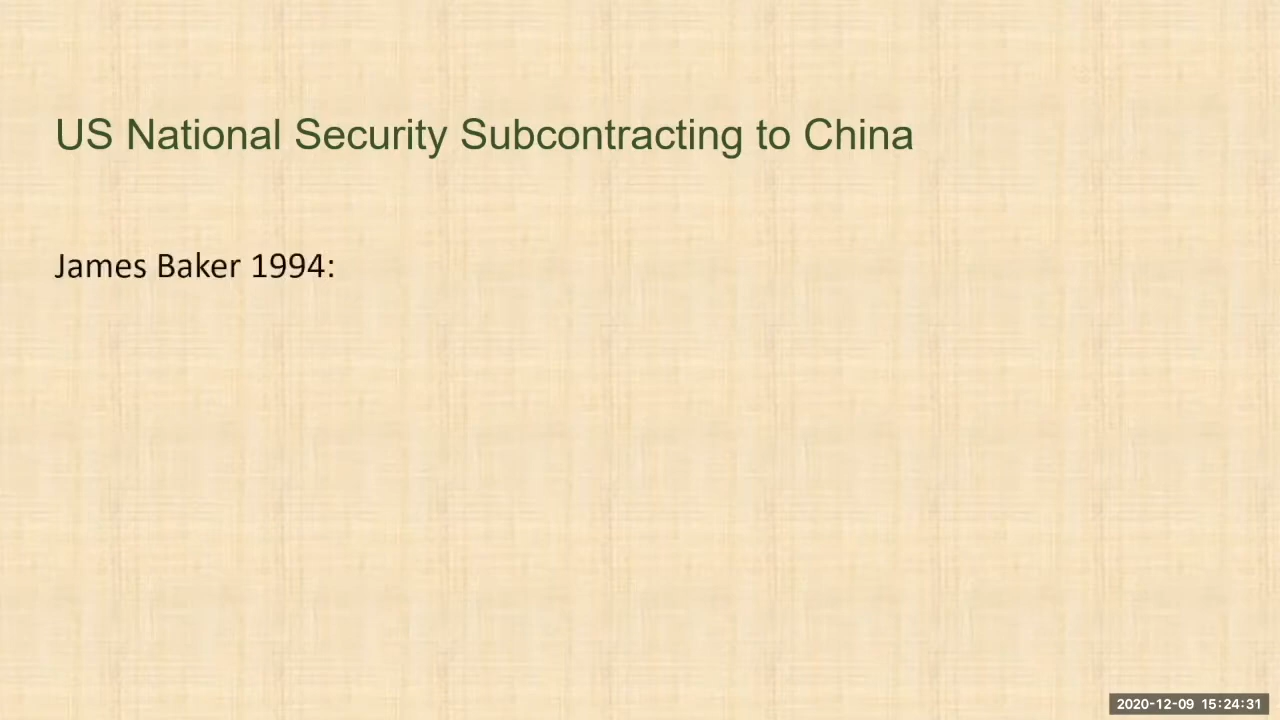 US National Security Subcontracting to China
James Baker 1994:
2020-12-09 15:24:31